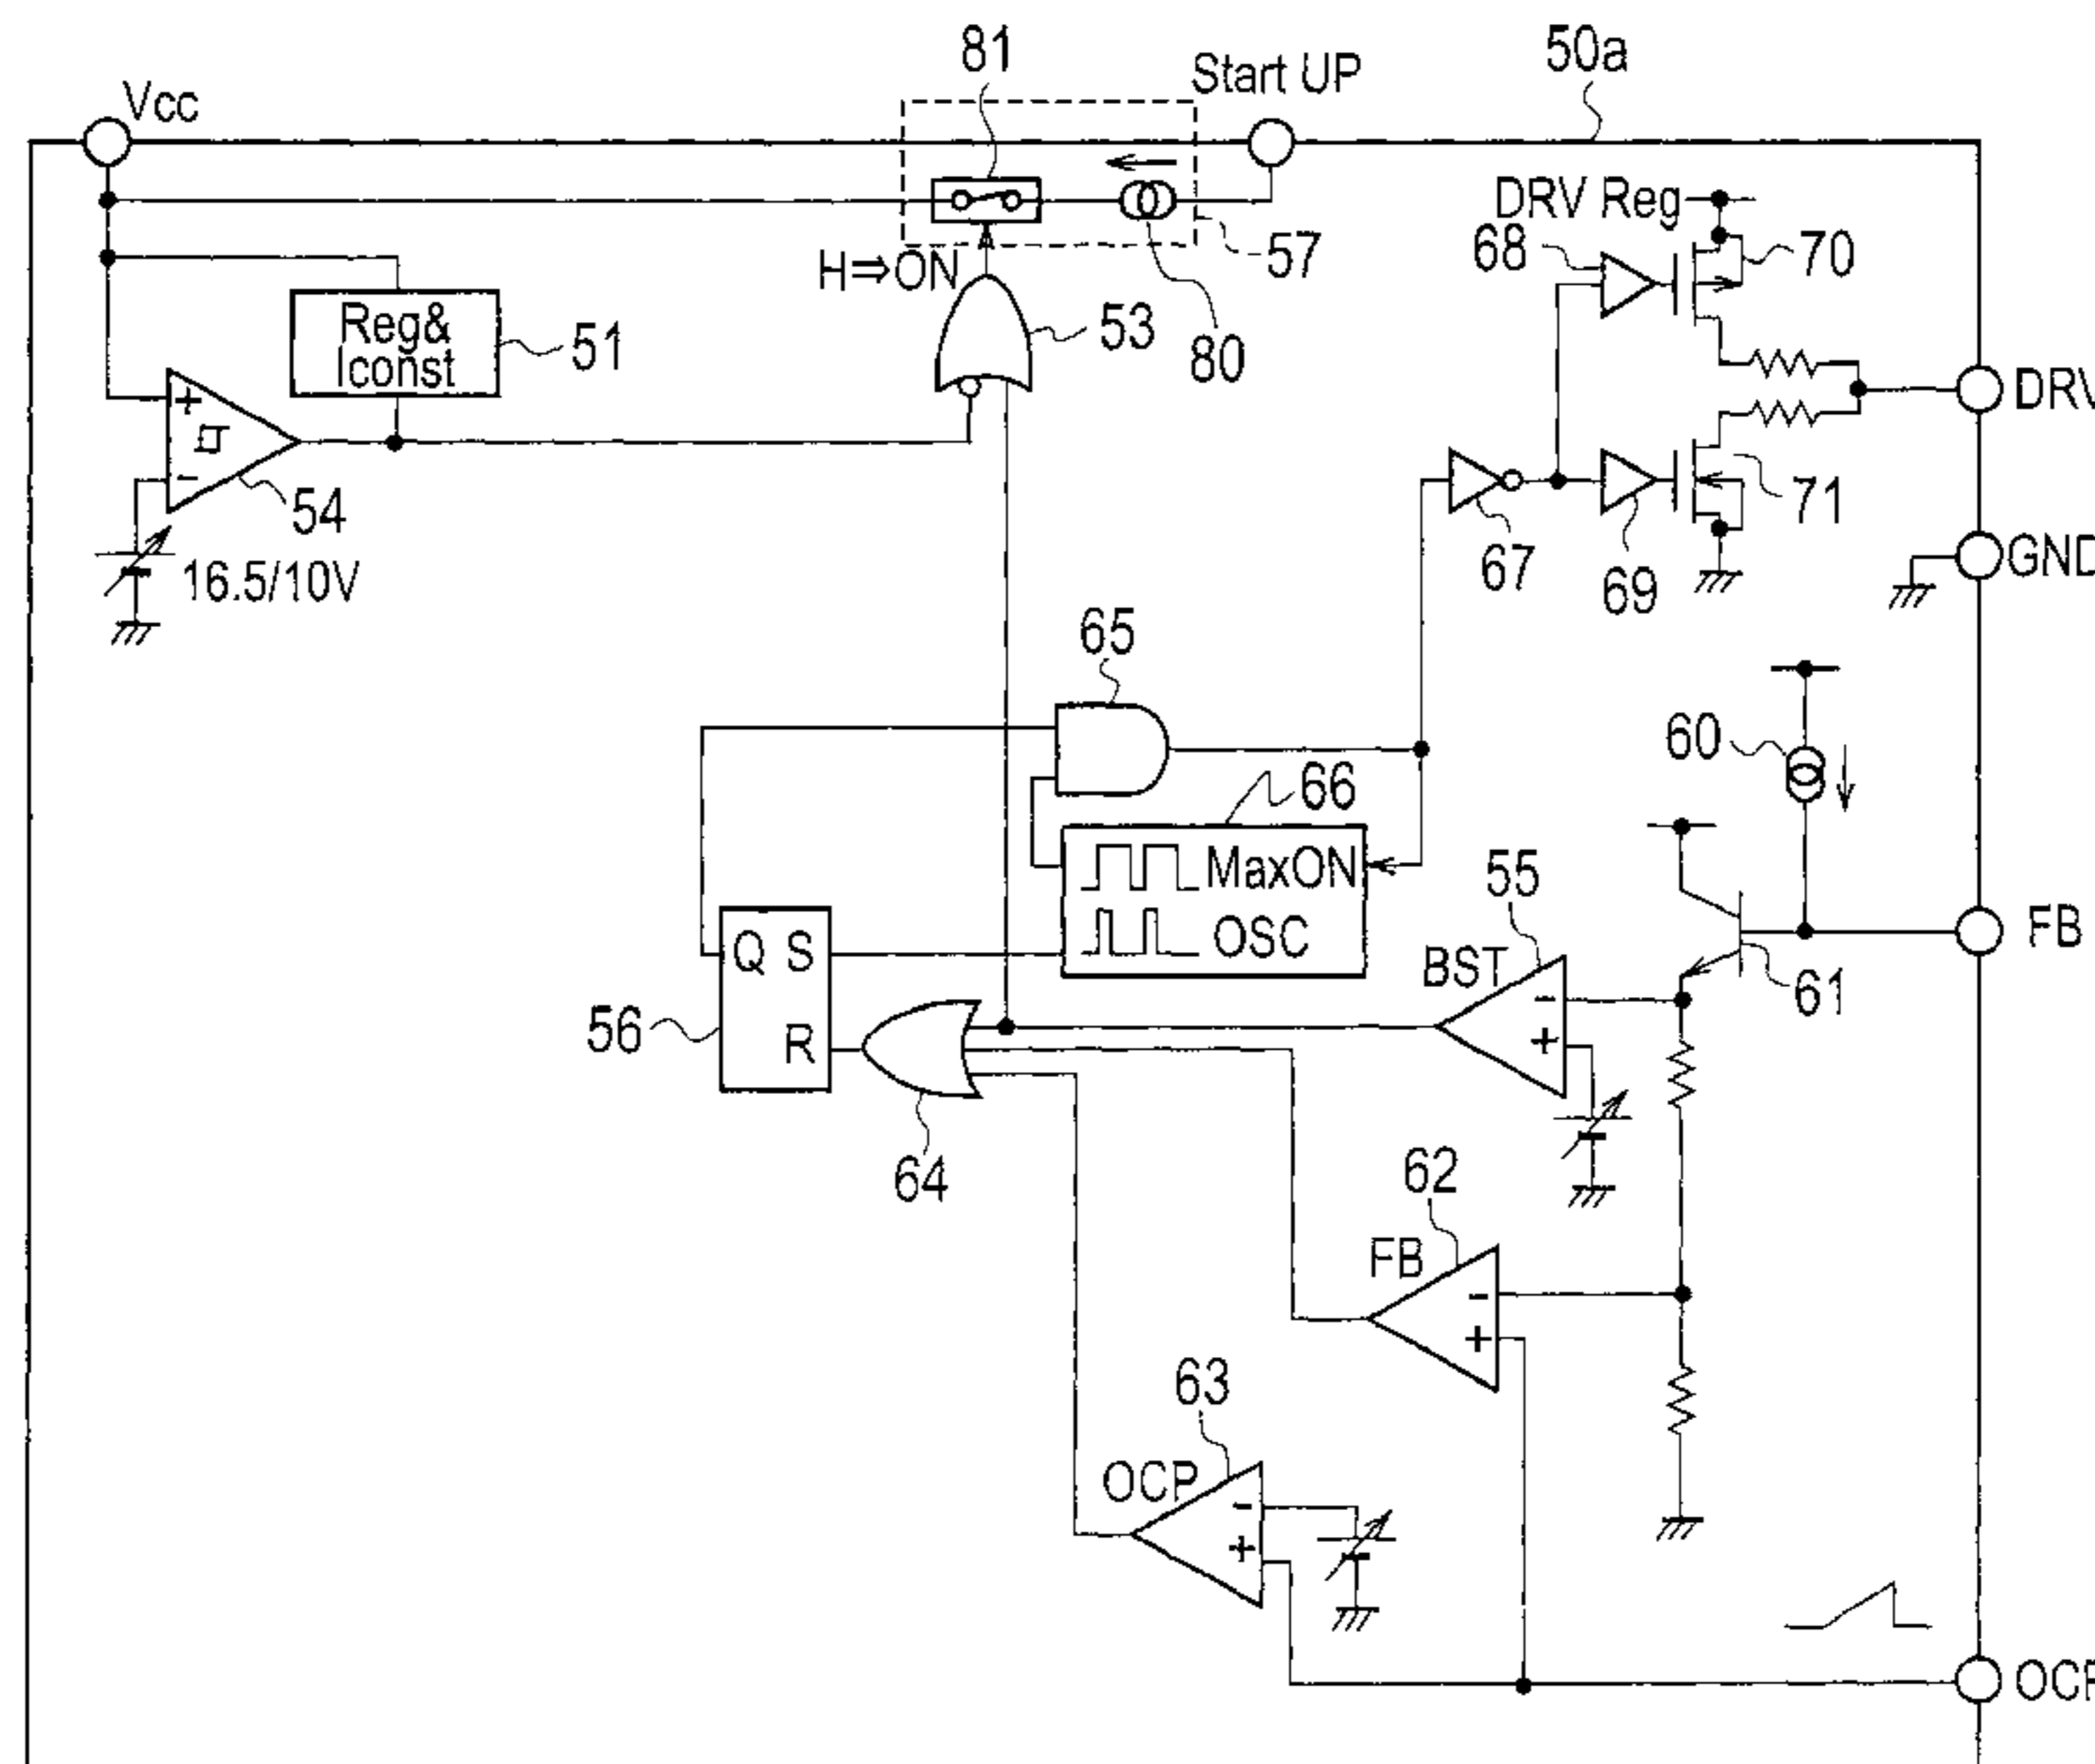 81
Start UP
50a
Vcc
DRV Reg
68
70
H⇒ON
57
Reg&
Iconst
51
53
80
DRV
+
-
54
71
16.5/10V
67
69
GND
65
60
66
MaxON
OSC
55
BST
FB
61
Q S
R
56
-
+
64
62
FB
-
+
63
OCP
-
+
OCP